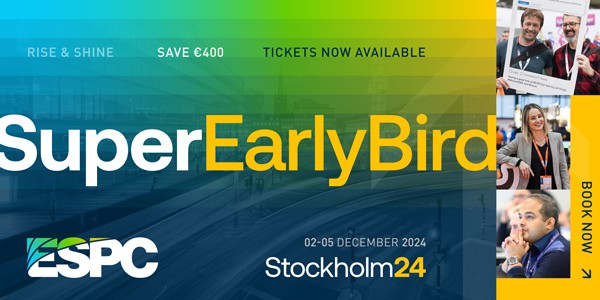 RISE & SHINE
SAVE €400
TICKETS NOW AVAILABLE
SuperEarlyBird
ESPC
02-05 DECEMBER 2024
Stockholm24
BOOK NOW